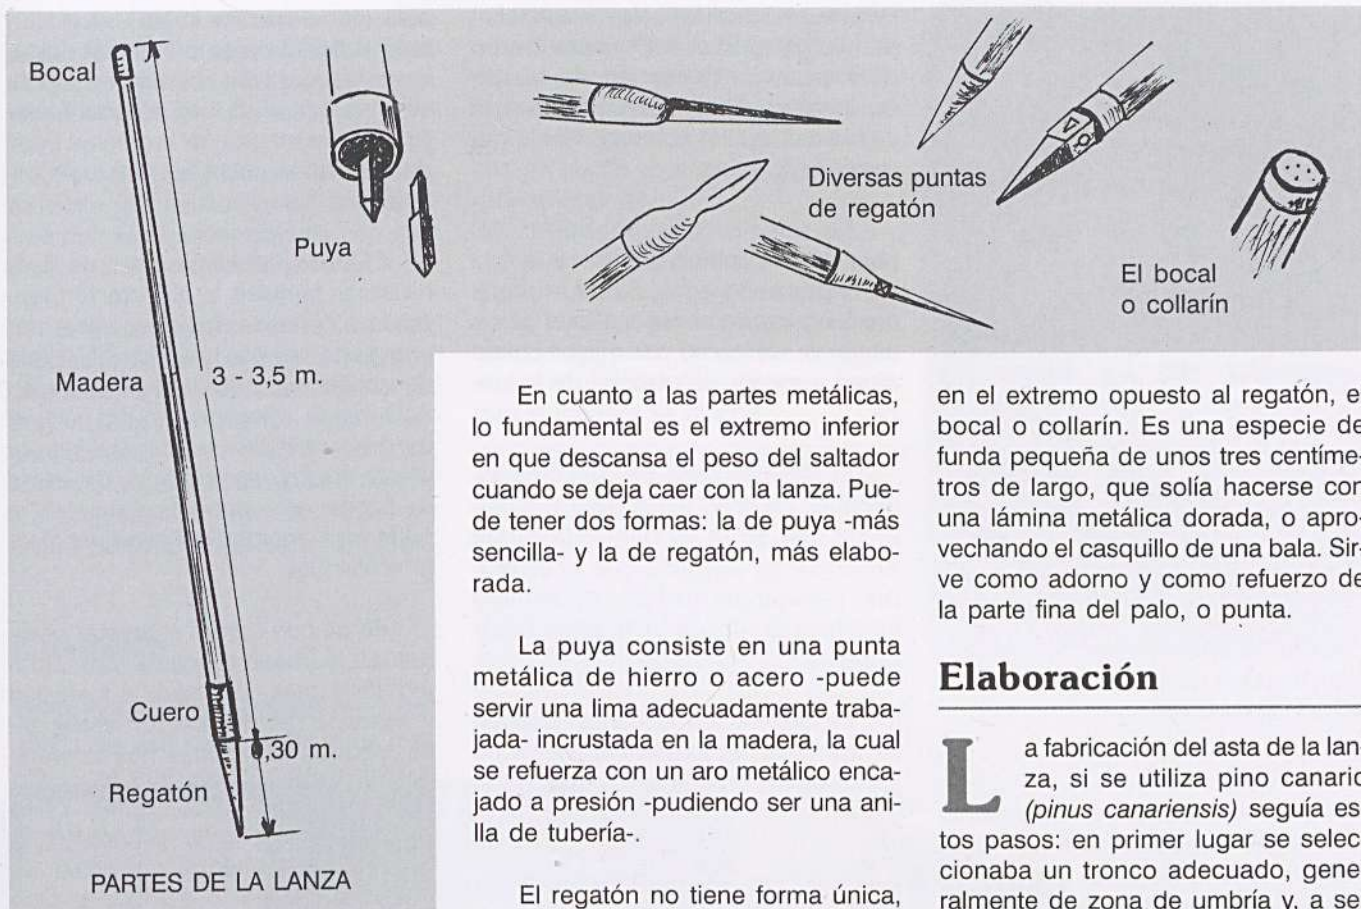 Bocal
Puya
Madera
3 - 3,5 m.
Cuero
0,30 m.
Regatón
PARTES DE LA LANZA
Diversas puntas
de regatón
El bocal
o collarín
En cuanto a las partes metálicas,
lo fundamental es el extremo inferior
en que descansa el peso del saltador
cuando se deja caer con la lanza. Pue-
de tener dos formas: la de puya -más
sencilla- y la de regatón, más elabo-
rada.
La puya consiste en una punta
metálica de hierro o acero -puede
servir una lima adecuadamente traba-
jada- incrustada en la madera, la cual
se refuerza con un aro metálico enca-
jado a presión -pudiendo ser una ani-
lla de tubería-.
El regatón no tiene forma única,
en el extremo opuesto al regatón, e
bocal o collarín. Es una especie de
funda pequeña de unos tres centíme-
tros de largo, que solía hacerse con
una lámina metálica dorada, o apro-
vechando el casquillo de una bala. Sir-
ve como adorno y como refuerzo de
la parte fina del palo, o punta.
Elaboración
La fabricación del asta de la lan-
za, si se utiliza pino canario
(pinus canariensis) seguía es-
tos pasos: en primer lugar se selec
cionaba un tronco adecuado, gene
ralmente de zona de umbría y, a se